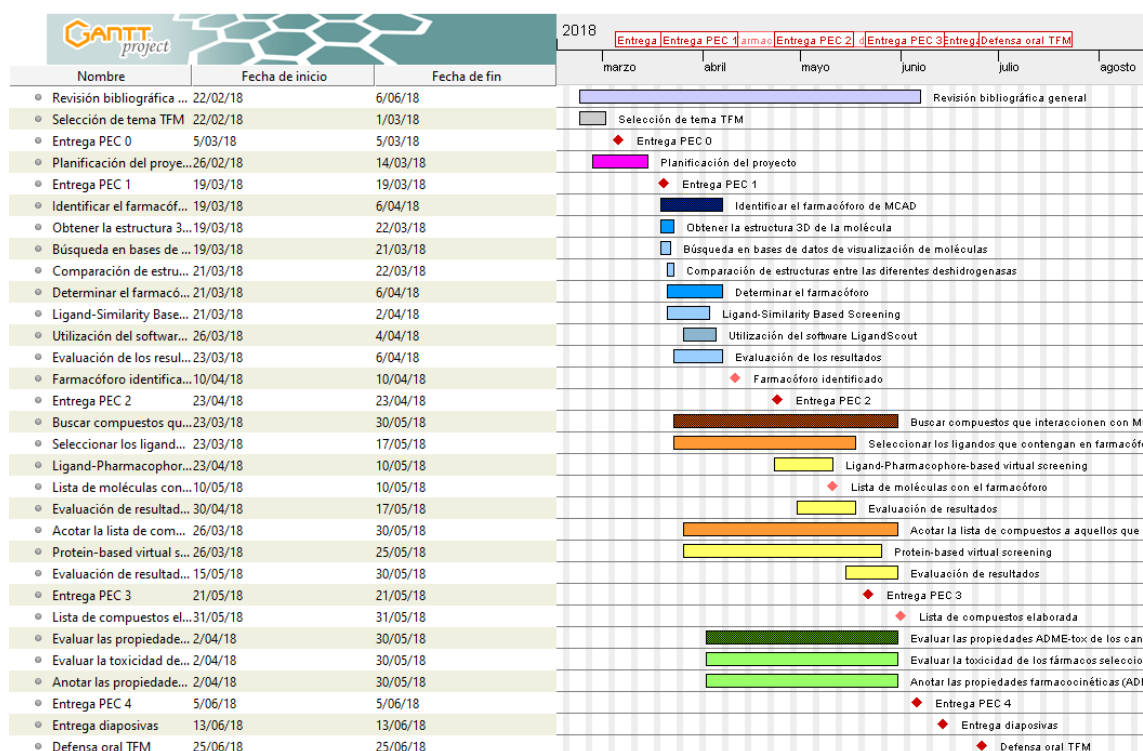 GANTT
project
2018
Entrega Entrega PEC 1 armac Entrega PEC 2 d Entrega PEC 3 Entrega Defensa oral TFM
marzo abril mayo junio julio agosto
Nombre Fecha de inicio Fecha de fin
Revisión bibliográfica ... 22/02/18 6/06/18 Revisión bibliográfica general
Selección de tema TFM 22/02/18 1/03/18 Selección de tema TFM
Entrega PEC 0 5/03/18 5/03/18 Entrega PEC 0
Planificación del proye... 26/02/18 14/03/18 Planificación del proyecto
Entrega PEC 1 19/03/18 19/03/18 Entrega PEC 1
Identificar el farmacóf... 19/03/18 6/04/18 Identificar el farmacóforo de MCAD
Obtener la estructura 3... 19/03/18 22/03/18 Obtener la estructura 3D de la molécula
Búsqueda en bases de ... 19/03/18 21/03/18 Búsqueda en bases de datos de visualización de moléculas
Comparación de estru... 21/03/18 22/03/18 Comparación de estructuras entre las diferentes deshidrogenasas
Determinar el farmacó... 21/03/18 6/04/18 Determinar el farmacóforo
Ligand-Similarity Base... 21/03/18 2/04/18 Ligand-Similarity Based Screening
Utilización del softwar... 26/03/18 4/04/18 Utilización del software LigandScout
Evaluación de los resul... 23/03/18 6/04/18 Evaluación de los resultados
Farmacóforo identifica... 10/04/18 10/04/18 Farmacóforo identificado
Entrega PEC 2 23/04/18 23/04/18 Entrega PEC 2
Buscar compuestos qu... 23/03/18 30/05/18 Buscar compuestos que interaccionen con M
Seleccionar los ligand... 23/03/18 17/05/18 Seleccionar los ligandos que contengan en farmacófo
Ligand-Pharmacophor... 23/04/18 10/05/18 Ligand-Pharmacophore-based virtual screening
Lista de moléculas con... 10/05/18 10/05/18 Lista de moléculas con el farmacóforo
Evaluación de resultad... 30/04/18 17/05/18 Evaluación de resultados
Acotar la lista de com... 26/03/18 30/05/18 Acotar la lista de compuestos a aquellos que
Protein-based virtual s... 26/03/18 25/05/18 Protein-based virtual screening
Evaluación de resultad... 15/05/18 30/05/18 Evaluación de resultados
Entrega PEC 3 21/05/18 21/05/18 Entrega PEC 3
Lista de compuestos el... 31/05/18 31/05/18 Lista de compuestos elaborada
Evaluar las propiedade... 2/04/18 30/05/18 Evaluar las propiedades ADME-tox de los can
Evaluar la toxicidad de... 2/04/18 30/05/18 Evaluar la toxicidad de los fármacos seleccio
Anotar las propiedade... 2/04/18 30/05/18 Anotar las propiedades farmacocinéticas (ADM
Entrega PEC 4 5/06/18 5/06/18 Entrega PEC 4
Entrega diaposivas 13/06/18 13/06/18 Entrega diaposivas
Defensa oral TFM 25/06/18 25/06/18 Defensa oral TFM